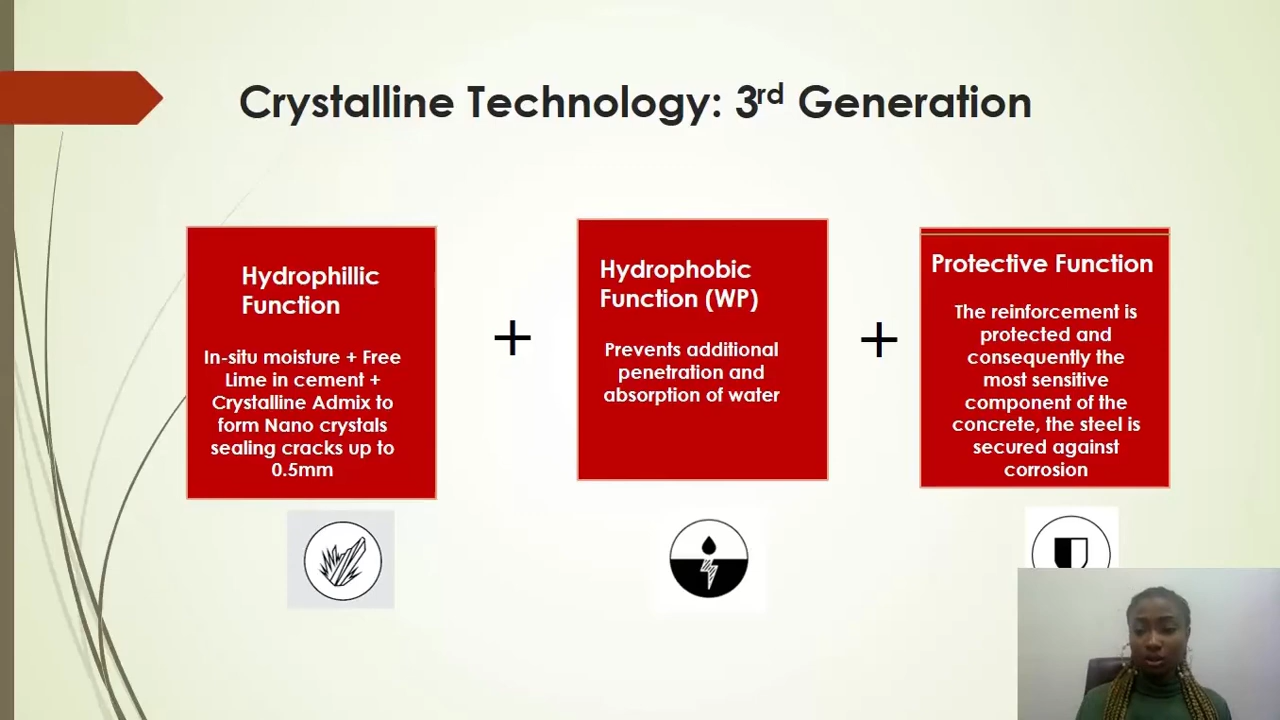 Crystalline Technology: 3rd Generation
Hydrophillic
Function
In-situ moisture + Free
Lime in cement +
Crystalline Admix to
form Nano crystals
sealing cracks up to
0.5mm
+
Hydrophobic
Function (WP)
Prevents additional
penetration and
absorption of water
+
Protective Function
The reinforcement is
protected and
consequently the
most sensitive
component of the
concrete, the steel is
secured against
corrosion